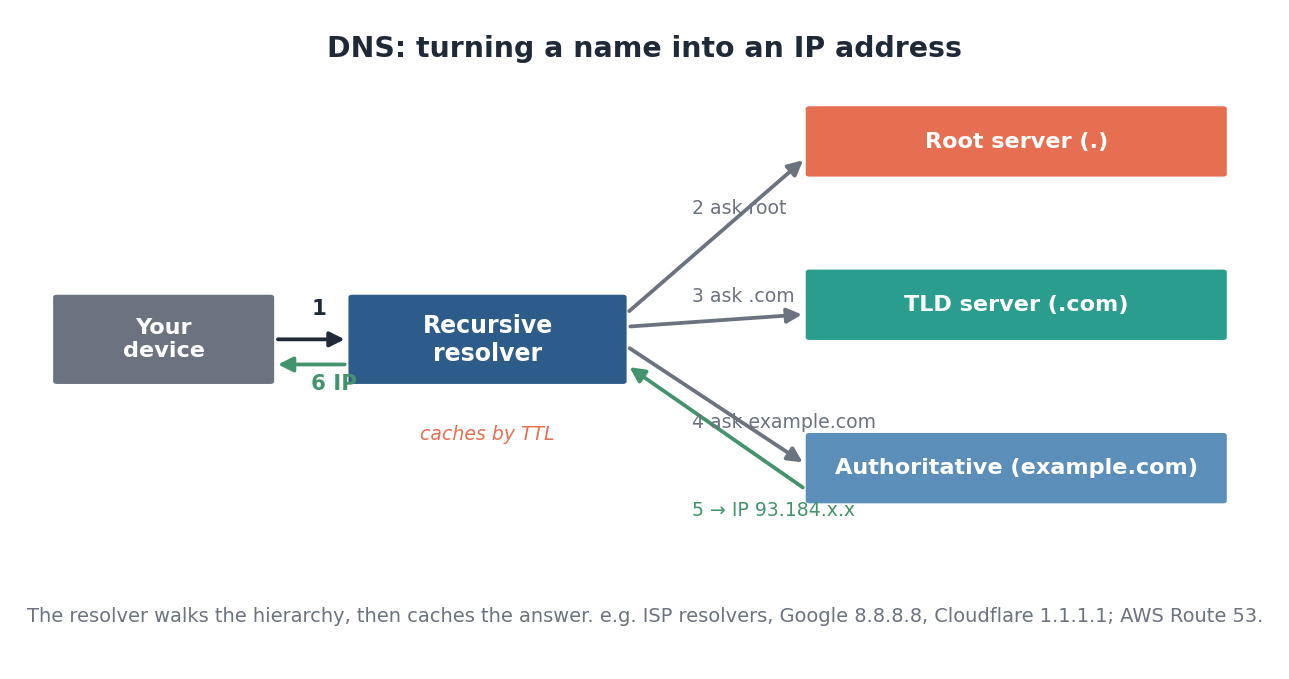 DNS: turning a name into an IP address
Root server (.)
2 ask root
3 ask .com
TLD server (.com)
1
Your
device
Recursive
resolver
6 IP
caches by TTL
4 ask example.com
Authoritative (example.com)
5 → IP 93.184.x.x
The resolver walks the hierarchy, then caches the answer. e.g. ISP resolvers, Google 8.8.8.8, Cloudflare 1.1.1.1; AWS Route 53.